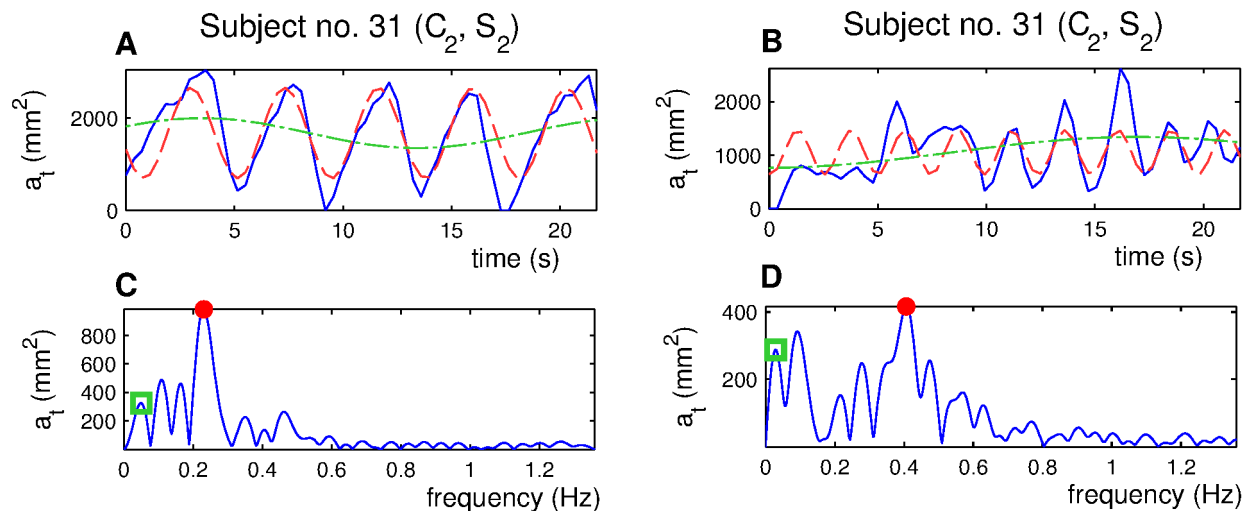 A
Subject no. 31 (C2, S2)
at (mm2)
2000
0
0 5 10 15 20
time (s)
B
Subject no. 31 (C2, S2)
at (mm2)
2000
1000
0
0 5 10 15 20
time (s)
C
at (mm2)
800
600
400
200
0 0.2 0.4 0.6 0.8 1 1.2
frequency (Hz)
D
at (mm2)
400
200
0 0.2 0.4 0.6 0.8 1 1.2
frequency (Hz)